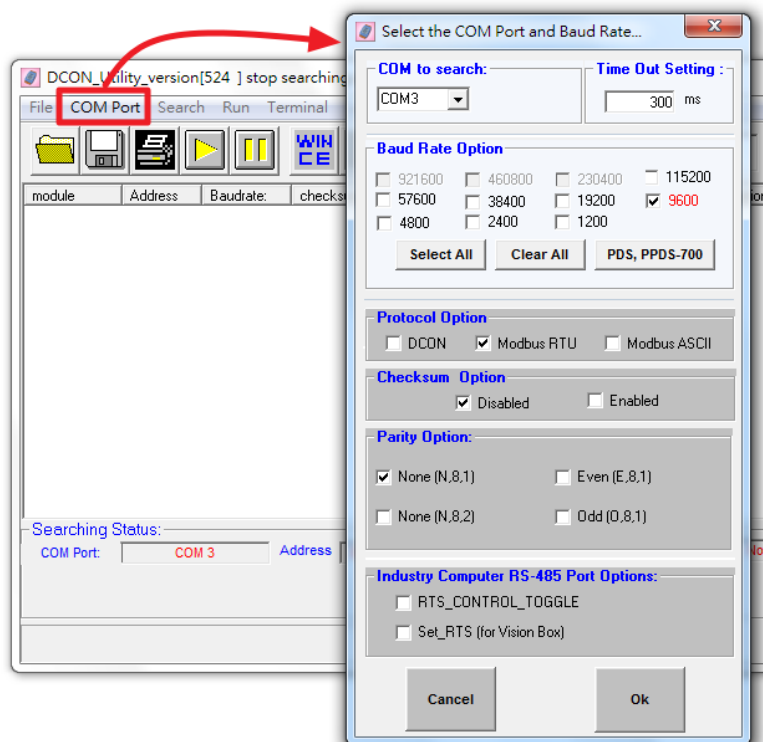 DCON_Utility_version[524 ] stop searching
File COM Port Search Run Terminal
WIN
CE
module Address Baudrate:
Searching Status:
COM Port: COM 3 Address
Select the COM Port and Baud Rate...
COM to search: Time Out Setting :
COM3 300 ms
Baud Rate Option
921600 460800 230400 115200
57600 38400 19200 9600
4800 2400 1200
Select All Clear All PDS, PPDS-700
Protocol Option
DCON Modbus RTU Modbus ASCII
Checksum Option
Disabled Enabled
Parity Option:
None (N,8,1) Even (E,8,1)
None (N,8,2) Odd (O,8,1)
Industry Computer RS-485 Port Options:
RTS_CONTROL_TOGGLE
Set_RTS (for Vision Box)
Cancel Ok